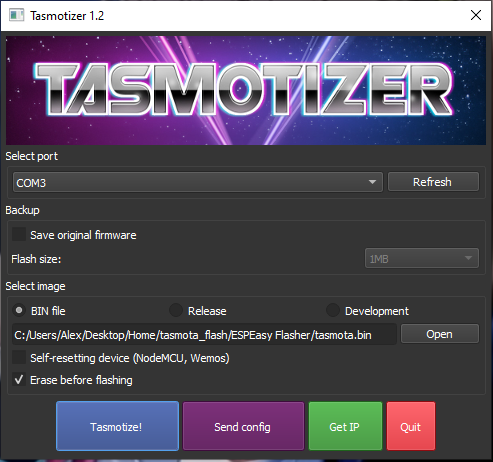 Tasmotizer 1.2
TASMOTIZER
Select port
COM3
Refresh
Backup
Save original firmware
Flash size:
1MB
Select image
BIN file
Release
Development
C:/Users/Alex/Desktop/Home/tasmota_flash/ESPEasy Flasher/tasmota.bin
Open
Self-resetting device (NodeMCU, Wemos)
Erase before flashing
Tasmotize!
Send config
Get IP
Quit